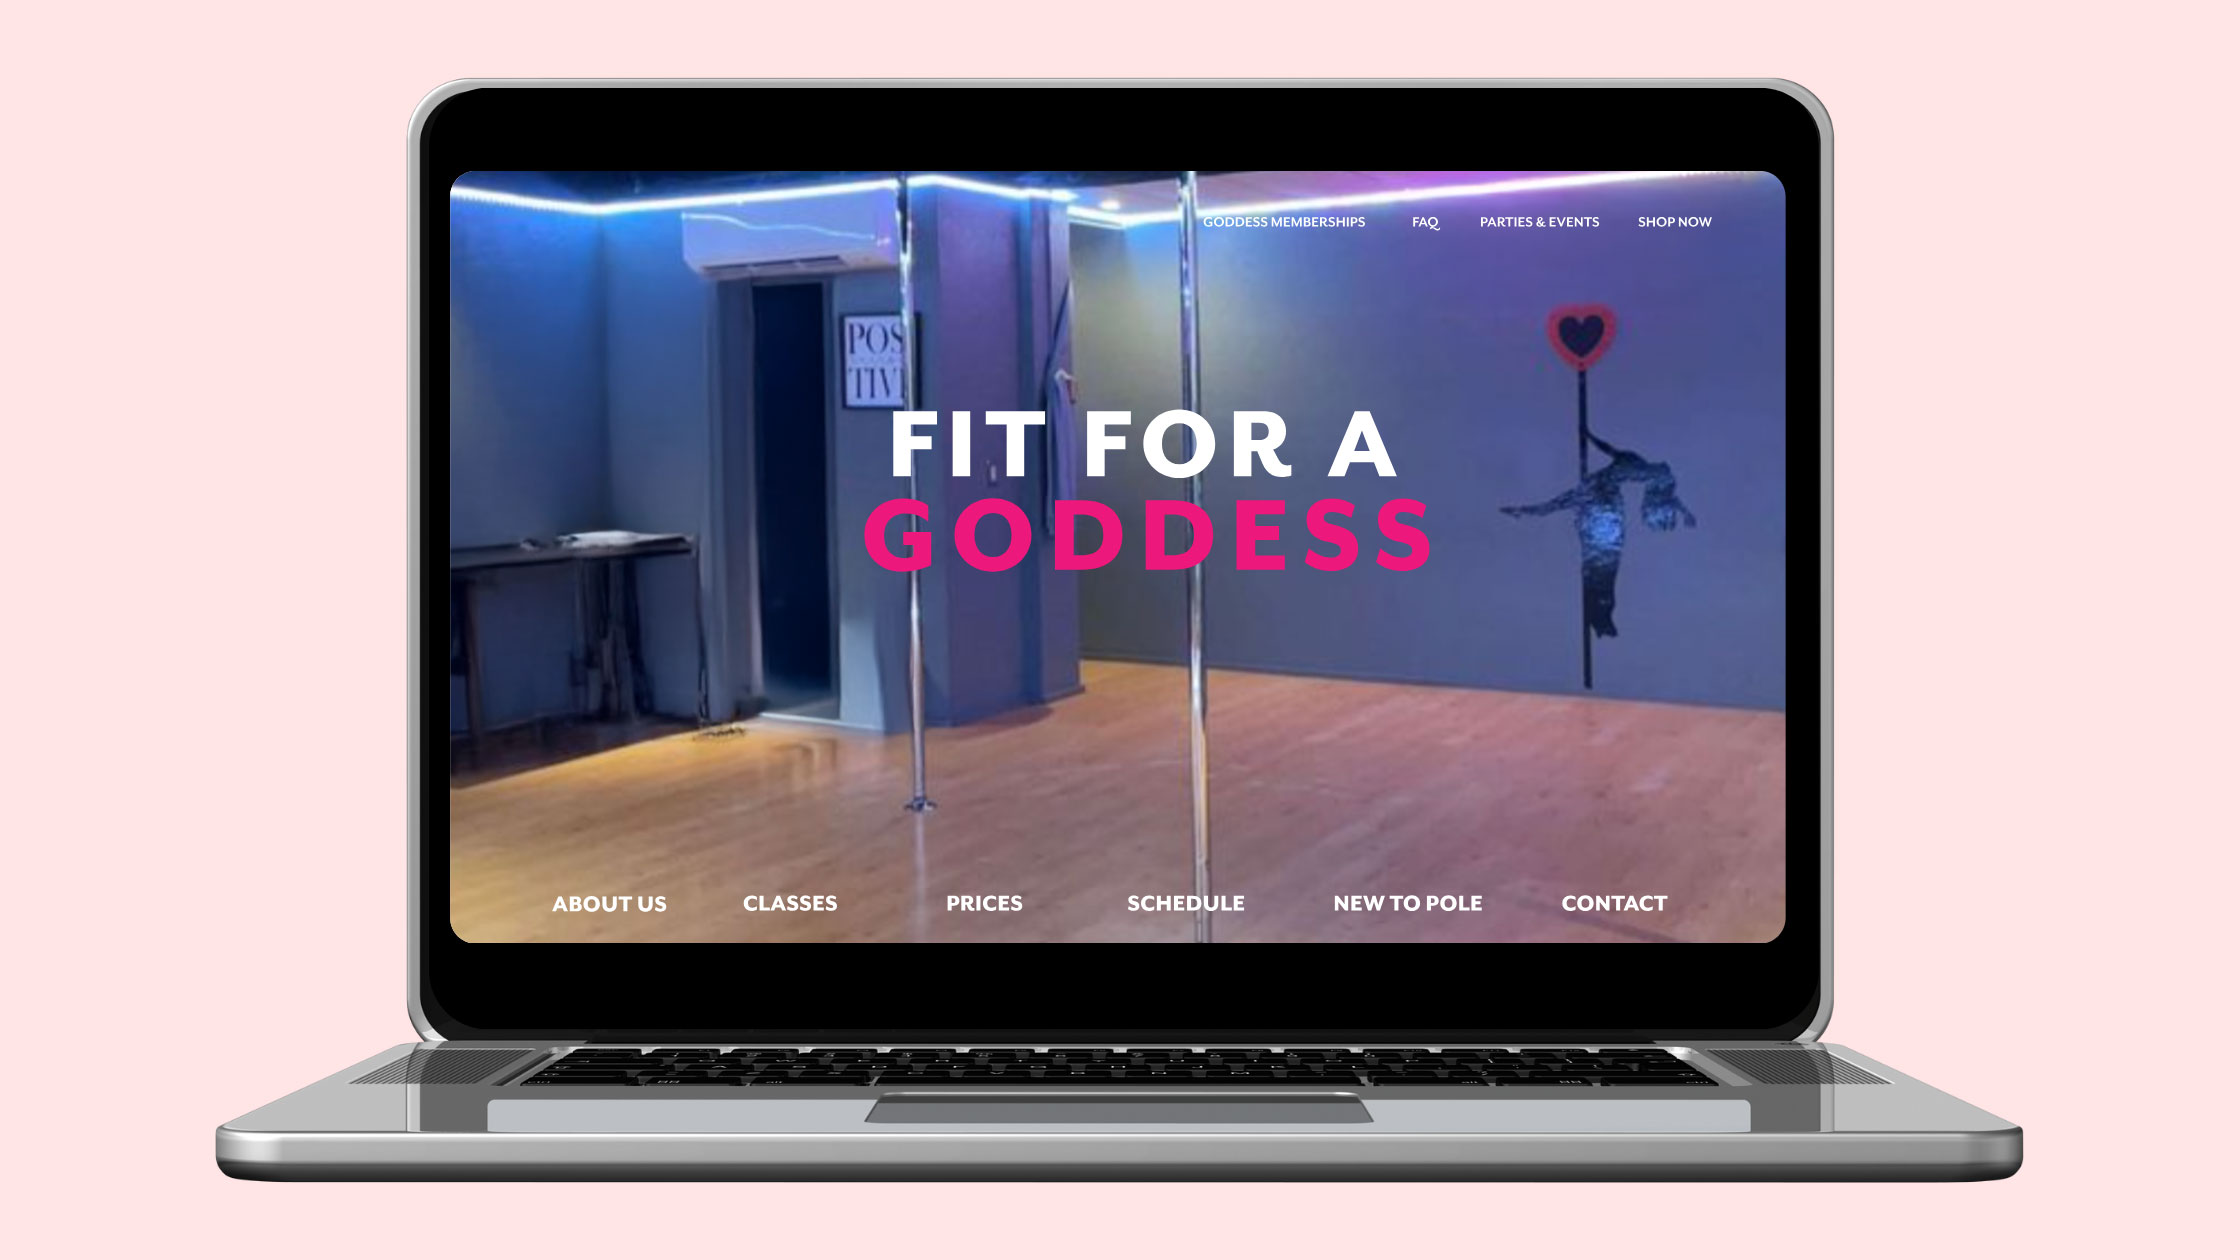 GODDESS MEMBERSHIPS FAQ PARTIES & EVENTS SHOP NOW
POS
TIV
FIT FOR A
GODDESS
ABOUT US CLASSES PRICES SCHEDULE NEW TO POLE CONTACT